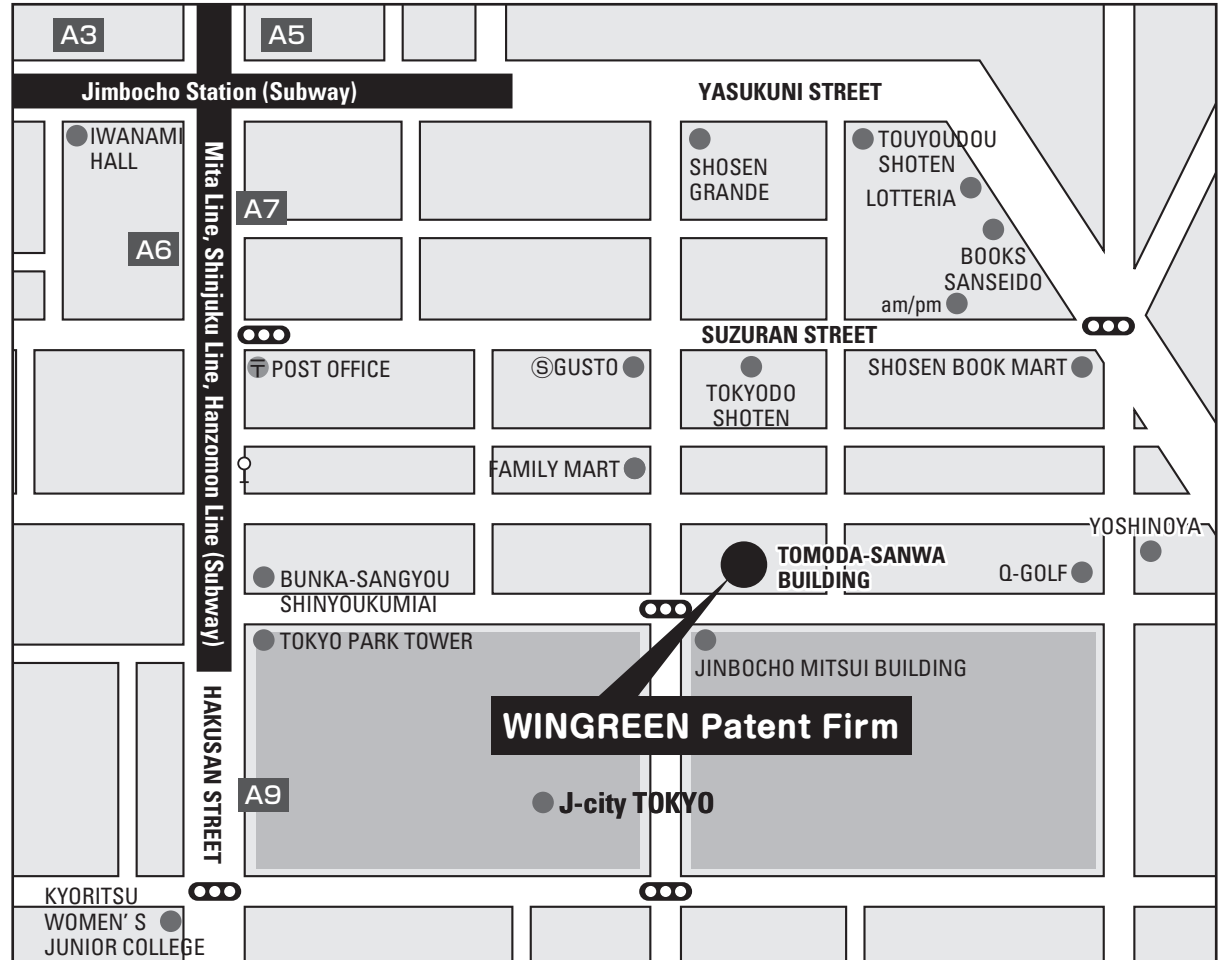 A3
A5
Jimbocho Station (Subway)
YASUKUNI STREET
IWANAMI
HALL
Mita Line, Shinjuku Line, Hanzomon Line (Subway)
A7
A6
SHOSEN
GRANDE
TOUYOUDOU
SHOTEN
LOTTERIA
BOOKS
SANSEIDO
am/pm
SUZURAN STREET
〒POST OFFICE
ⓈGUSTO
TOKYODO
SHOTEN
SHOSEN BOOK MART
FAMILY MART
YOSHINOYA
BUNKA-SANGYOU
SHINYOUKUMIAI
TOMODA-SANWA
BUILDING
Q-GOLF
TOKYO PARK TOWER
JINBOCHO MITSUI BUILDING
HAKUSAN STREET
WINGREEN Patent Firm
A9
J-city TOKYO
KYORITSU
WOMEN' S
JUNIOR COLLEGE